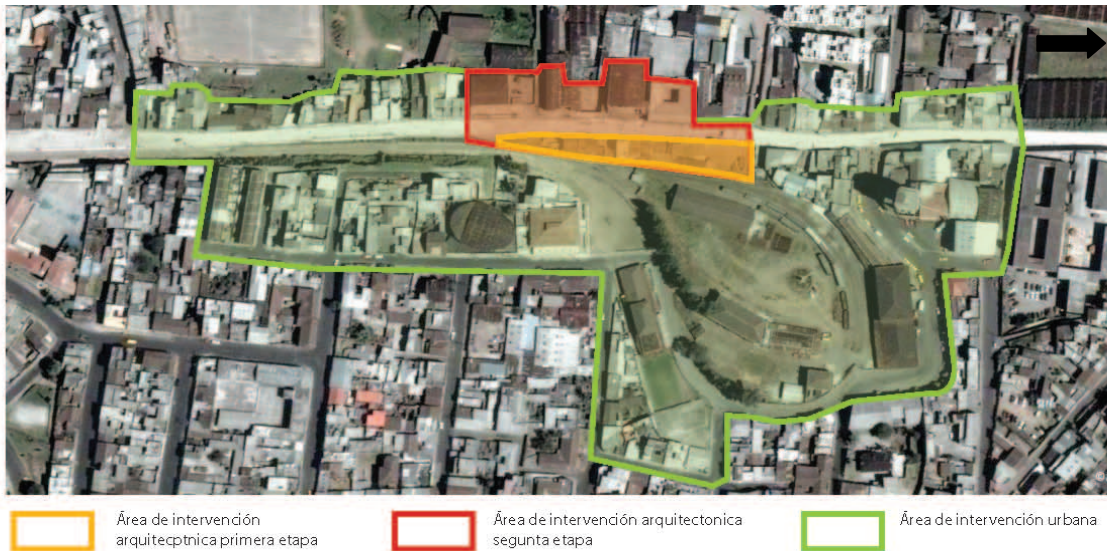 Área de intervención
arquitecptnica primera etapa
Área de intervención arquitectonica
segunta etapa
Área de intervención urbana